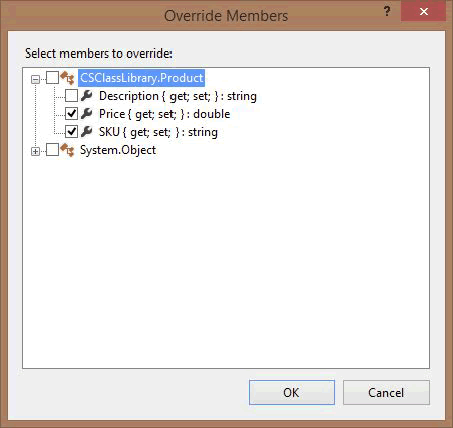 Override Members
?
Select members to override:
CSClassLibrary.Product
Description { get; set; } : string
Price { get; set; } : double
SKU { get; set; } : string
System.Object
OK
Cancel